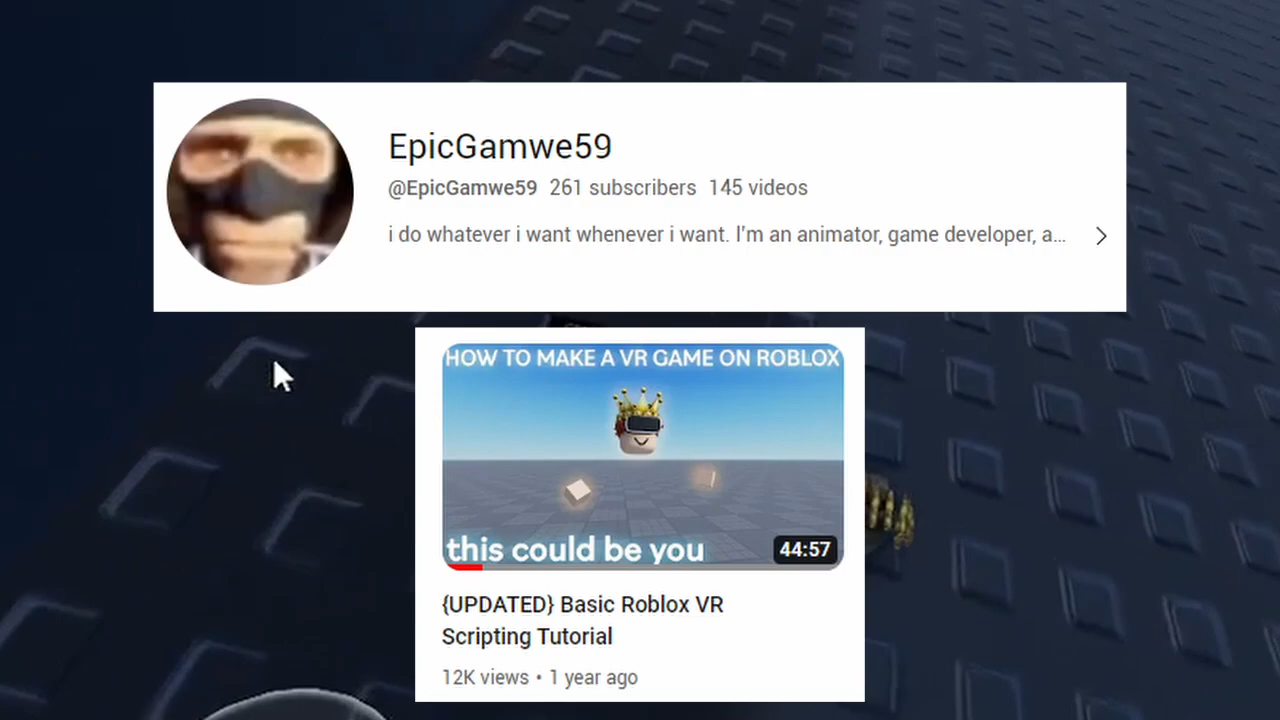 EpicGamwe59
@EpicGamwe59 261 subscribers 145 videos
i do whatever i want whenever i want. I'm an animator, game developer, a...
HOW TO MAKE A VR GAME ON ROBLOX
this could be you
44:57
{UPDATED} Basic Roblox VR
Scripting Tutorial
12K views • 1 year ago